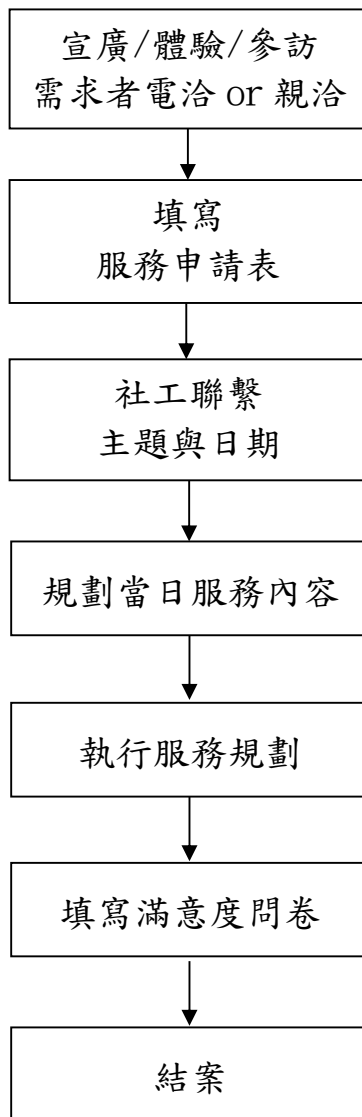 宣廣/體驗/參訪
需求者電洽 or 親洽
填寫
服務申請表
社工聯繫
主題與日期
規劃當日服務內容
執行服務規劃
填寫滿意度問卷
結案